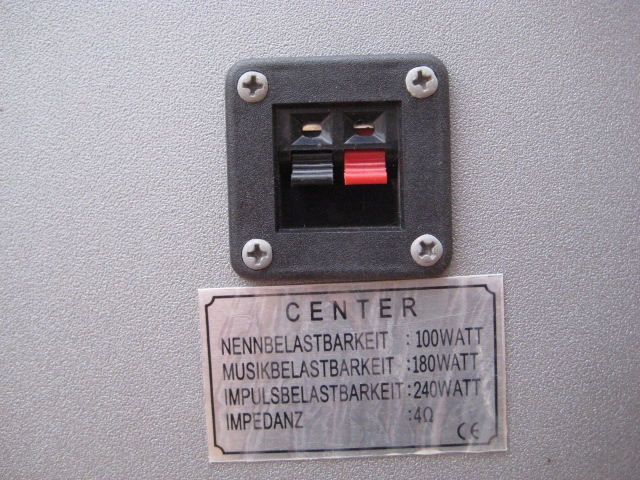 CENTER
NENNBELASTBARKEIT : 100WATT
MUSIKBELASTBARKEIT :180WATT
IMPULSBELASTBARKEIT :240WATT
IMPEDANZ :4Ω
CE